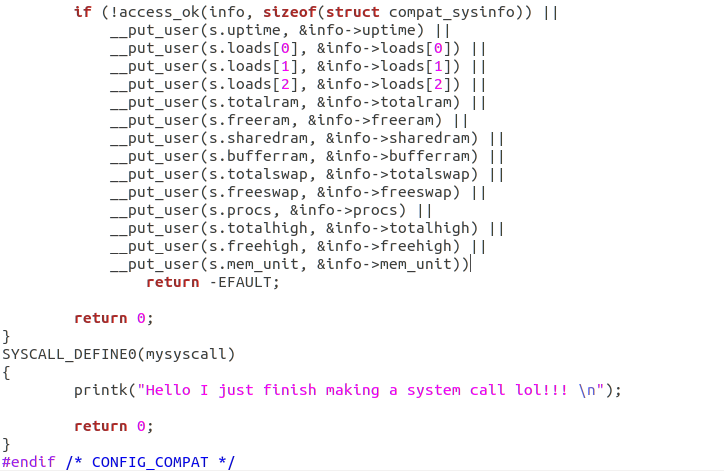 if (!access_ok(info, sizeof(struct compat_sysinfo)) ||
__put_user(s.uptime, &info->uptime) ||
__put_user(s.loads[0], &info->loads[0]) ||
__put_user(s.loads[1], &info->loads[1]) ||
__put_user(s.loads[2], &info->loads[2]) ||
__put_user(s.totalram, &info->totalram) ||
__put_user(s.freeram, &info->freeram) ||
__put_user(s.sharedram, &info->sharedram) ||
__put_user(s.bufferram, &info->bufferram) ||
__put_user(s.totalswap, &info->totalswap) ||
__put_user(s.freeswap, &info->freeswap) ||
__put_user(s.procs, &info->procs) ||
__put_user(s.totalhigh, &info->totalhigh) ||
__put_user(s.freehigh, &info->freehigh) ||
__put_user(s.mem_unit, &info->mem_unit))
return -EFAULT;
return 0;
}
SYSCALL_DEFINE0(mysyscall)
{
printk("Hello I just finish making a system call lol!!! \n");
return 0;
}
#endif /* CONFIG_COMPAT */